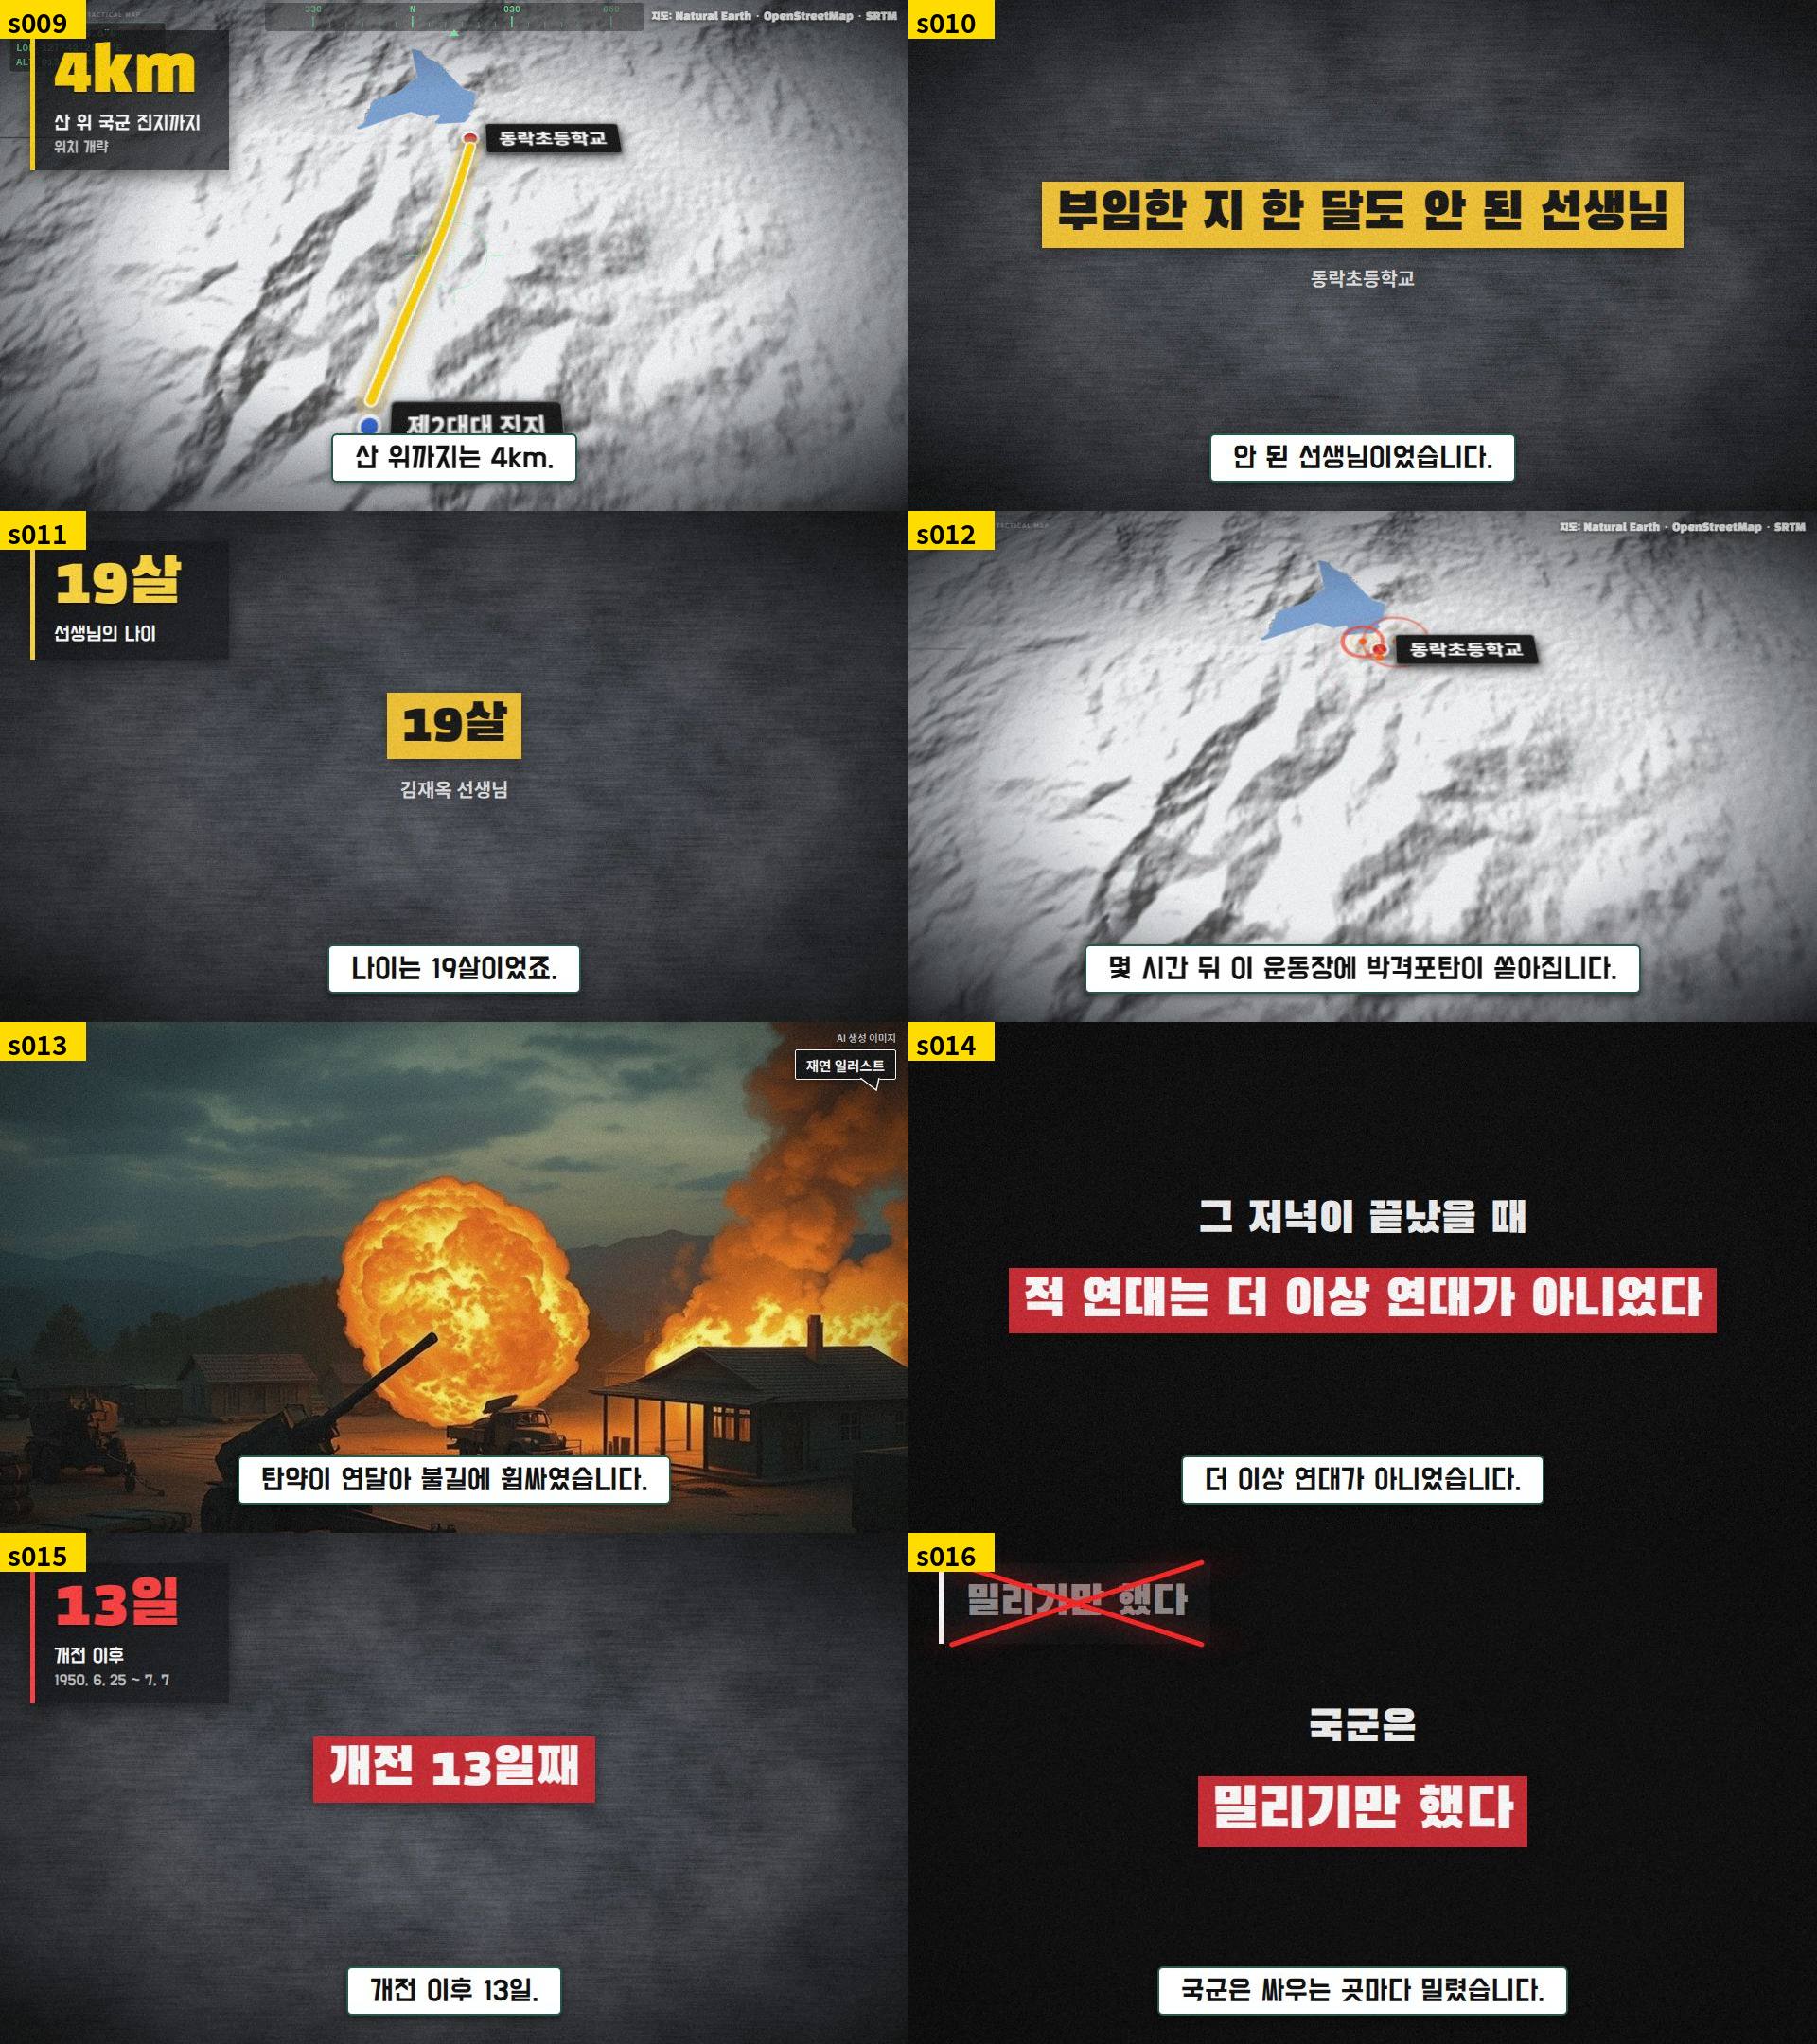 s009
330 N 030 060
지도: Natural Earth · OpenStreetMap · SRTM
4km
산 위 국군 진지까지
위치 개략
동락초등학교
제2대대 진지
산 위까지는 4km.
s010
부임한 지 한 달도 안 된 선생님
동락초등학교
안 된 선생님이었습니다.
s011
19살
선생님의 나이
19살
김재옥 선생님
나이는 19살이었죠.
s012
TACTICAL MAP
지도: Natural Earth · OpenStreetMap · SRTM
동락초등학교
몇 시간 뒤 이 운동장에 박격포탄이 쏟아집니다.
s013
AI 생성 이미지
재연 일러스트
탄약이 연달아 불길에 휩싸였습니다.
s014
그 저녁이 끝났을 때
적 연대는 더 이상 연대가 아니었다
더 이상 연대가 아니었습니다.
s015
13일
개전 이후
1950. 6. 25 ~ 7. 7
개전 13일째
개전 이후 13일.
s016
밀리기만 했다
국군은
밀리기만 했다
국군은 싸우는 곳마다 밀렸습니다.